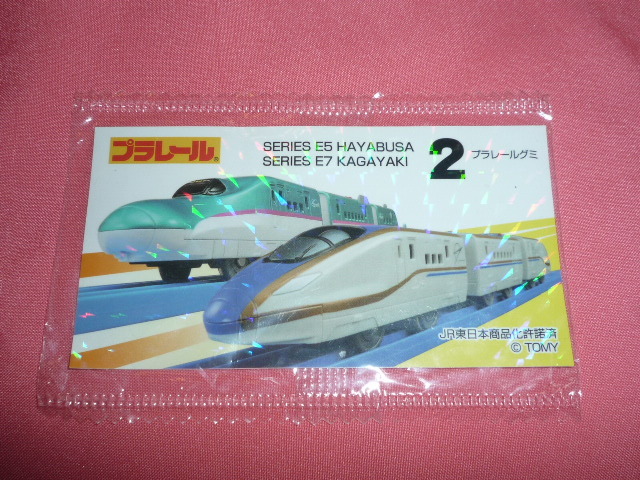 プラレール
SERIES E5 HAYABUSA
SERIES E7 KAGAYAKI
2
プラレールグミ
JR東日本商品化許諾済
© TOMY